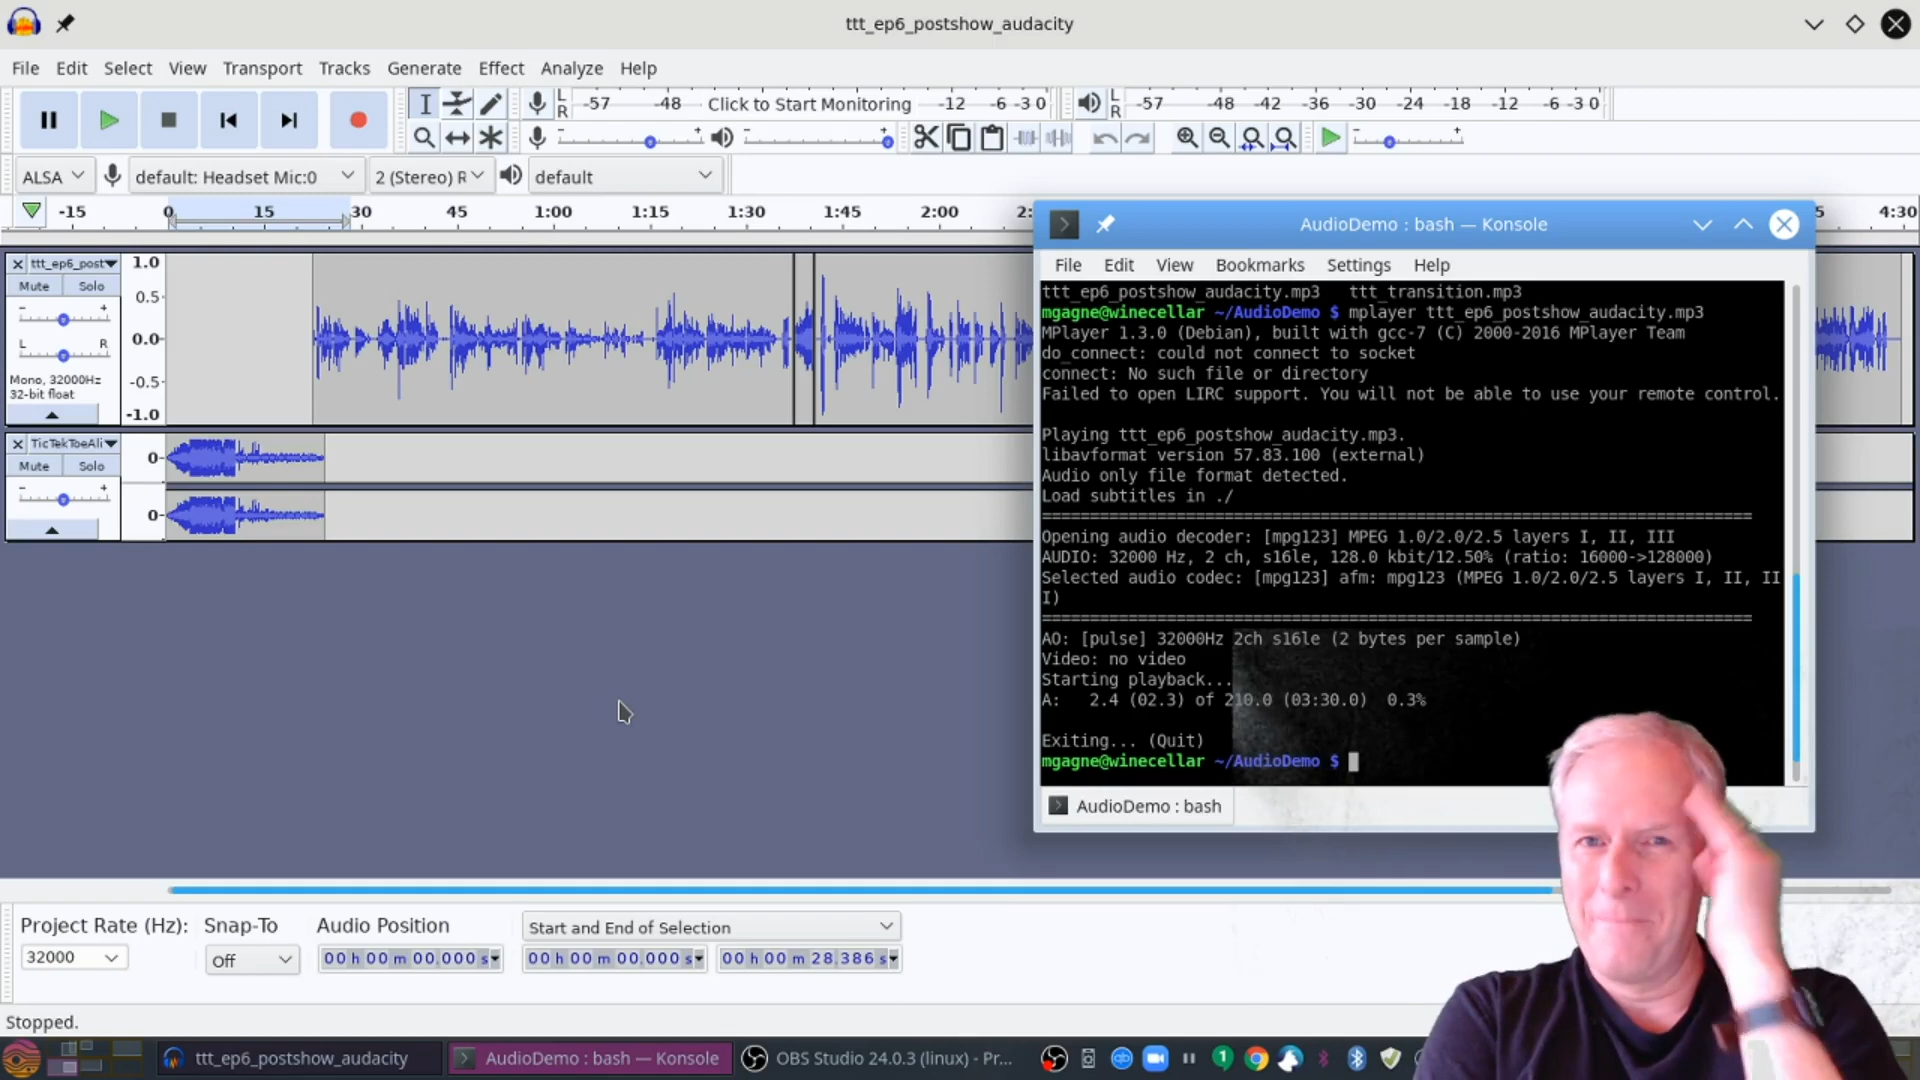 ttt_ep6_postshow_audacity
File Edit Select View Transport Tracks Generate Effect Analyze Help
L R -57 -48 Click to Start Monitoring -12 -6 -3 0 L R -57 -48 -42 -36 -30 -24 -18 -12 -6 -3 0
- + - + - +
ALSA default: Headset Mic:0 2 (Stereo) R default
-15 0 15 30 45 1:00 1:15 1:30 1:45 2:00 2: 5 4:30
ttt_ep6_post
Mute Solo
- +
L R
Mono, 32000Hz
32-bit float
1.0
0.5-
0.0-
-0.5-
-1.0
TicTekToeAli
Mute Solo
- +
0-
0-
AudioDemo : bash — Konsole
File Edit View Bookmarks Settings Help
ttt_ep6_postshow_audacity.mp3 ttt_transition.mp3
mgagne@winecellar ~/AudioDemo $ mplayer ttt_ep6_postshow_audacity.mp3
MPlayer 1.3.0 (Debian), built with gcc-7 (C) 2000-2016 MPlayer Team
do_connect: could not connect to socket
connect: No such file or directory
Failed to open LIRC support. You will not be able to use your remote control.
Playing ttt_ep6_postshow_audacity.mp3.
libavformat version 57.83.100 (external)
Audio only file format detected.
Load subtitles in ./
==========================================================================
Opening audio decoder: [mpg123] MPEG 1.0/2.0/2.5 layers I, II, III
AUDIO: 32000 Hz, 2 ch, s16le, 128.0 kbit/12.50% (ratio: 16000->128000)
Selected audio codec: [mpg123] afm: mpg123 (MPEG 1.0/2.0/2.5 layers I, II, II
I)
==========================================================================
AO: [pulse] 32000Hz 2ch s16le (2 bytes per sample)
Video: no video
Starting playback...
A: 2.4 (02.3) of 210.0 (03:30.0) 0.3%
Exiting... (Quit)
mgagne@winecellar ~/AudioDemo $
AudioDemo : bash
Project Rate (Hz): Snap-To Audio Position Start and End of Selection
32000 Off 00 h 00 m 00.000 s 00 h 00 m 00.000 s 00 h 00 m 28.386 s
Stopped.
ttt_ep6_postshow_audacity AudioDemo : bash — Konsole OBS Studio 24.0.3 (linux) - Pr... 1